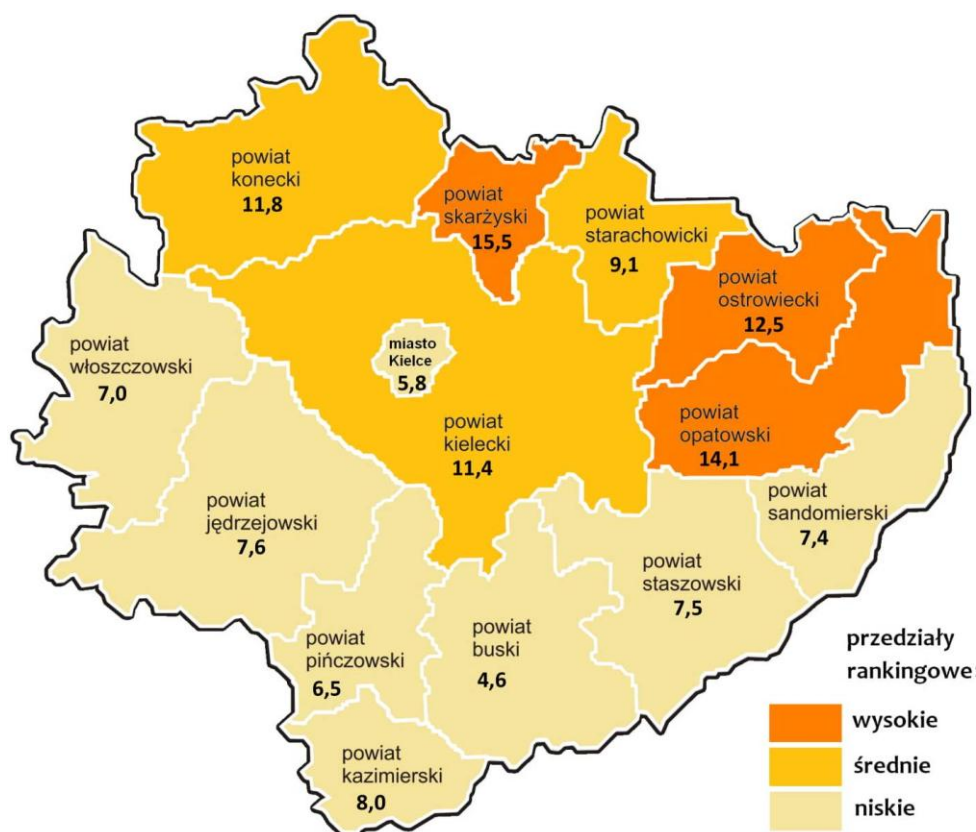 powiat
konecki
11,8
powiat
skarżyski
15,5
powiat
starachowicki
9,1
powiat
ostrowiecki
12,5
miasto
Kielce
5,8
powiat
włoszczowski
7,0
powiat
kielecki
11,4
powiat
opatowski
14,1
powiat
jędrzejowski
7,6
powiat
sandomierski
7,4
powiat
staszowski
7,5
powiat
pińczowski
6,5
powiat
buski
4,6
powiat
kazimierski
8,0
przedziały
rankingowe:
wysokie
średnie
niskie